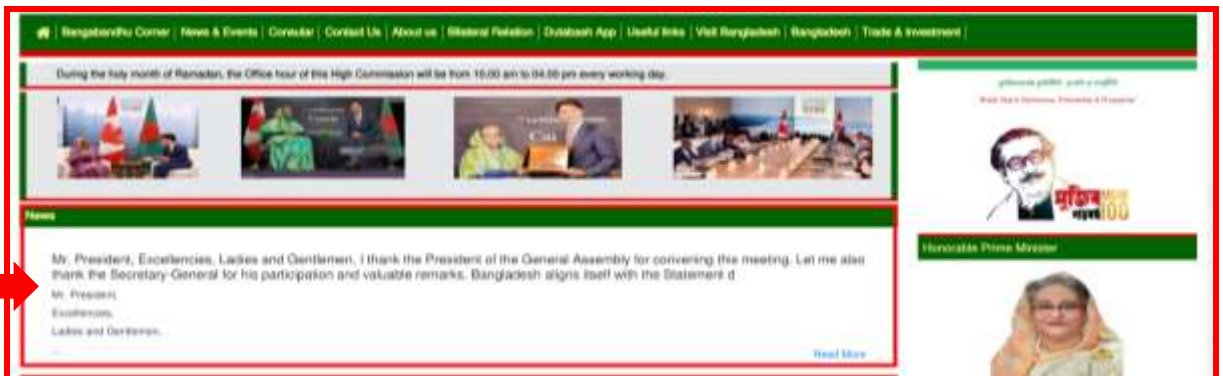 Bangabandhu Corner | News & Events | Consular | Contact Us | About us | Bilateral Relation | Dutabash App | Useful links | Visit Bangladesh | Bangladesh | Trade & Investment |
During the holy month of Ramadan, the Office hour of this High Commission will be from 10.00 am to 04.00 pm every working day.
News
Mr. President, Excellencies, Ladies and Gentlemen, I thank the President of the General Assembly for convening this meeting. Let me also
thank the Secretary-General for his participation and valuable remarks. Bangladesh aligns itself with the Statement d
Mr. President,
Excellencies,
Ladies and Gentlemen,
...
Read More
মুজিব
100
Honorable Prime Minister